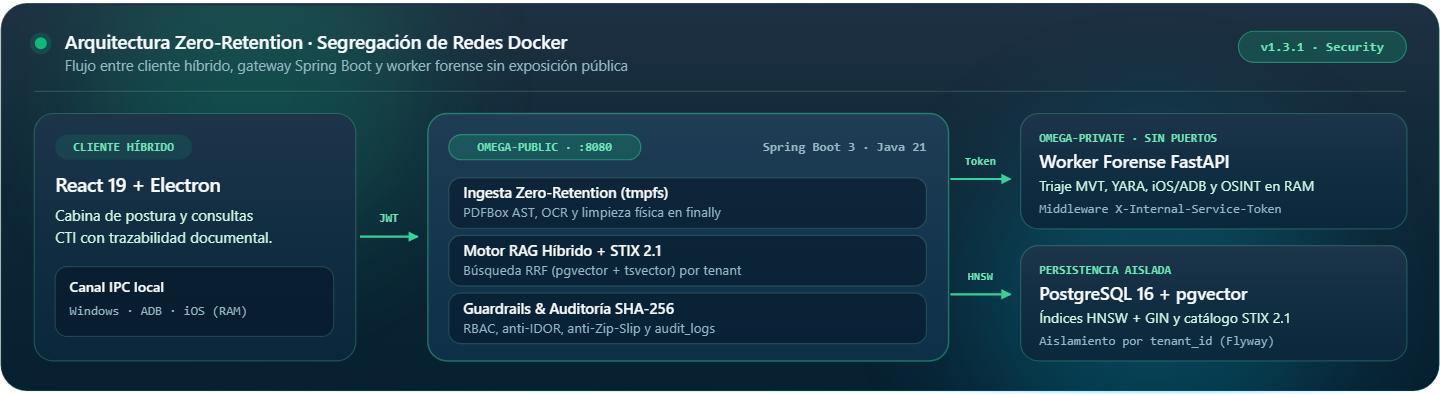 Arquitectura Zero-Retention · Segregación de Redes Docker
Flujo entre cliente híbrido, gateway Spring Boot y worker forense sin exposición pública
v1.3.1 · Security
CLIENTE HÍBRIDO
React 19 + Electron
Cabina de postura y consultas
CTI con trazabilidad documental.
Canal IPC local
Windows · ADB · iOS (RAM)
JWT
OMEGA-PUBLIC · :8080
Spring Boot 3 · Java 21
Ingesta Zero-Retention (tmpfs)
PDFBox AST, OCR y limpieza física en finally
Motor RAG Híbrido + STIX 2.1
Búsqueda RRF (pgvector + tsvector) por tenant
Guardrails & Auditoría SHA-256
RBAC, anti-IDOR, anti-Zip-Slip y audit_logs
Token
HNSW
OMEGA-PRIVATE · SIN PUERTOS
Worker Forense FastAPI
Triaje MVT, YARA, iOS/ADB y OSINT en RAM
Middleware X-Internal-Service-Token
PERSISTENCIA AISLADA
PostgreSQL 16 + pgvector
Índices HNSW + GIN y catálogo STIX 2.1
Aislamiento por tenant_id (Flyway)